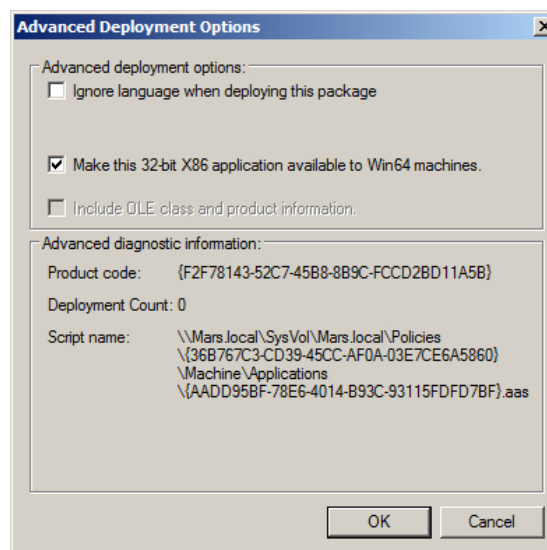 Advanced Deployment Options
Advanced deployment options:
Ignore language when deploying this package
Make this 32-bit X86 application available to Win64 machines.
Include OLE class and product information.
Advanced diagnostic information:
Product code: {F2F78143-52C7-45B8-8B9C-FCCD2BD11A5B}
Deployment Count: 0
Script name: \\Mars.local\SysVol\Mars.local\Policies
\{36B767C3-CD39-45CC-AF0A-03E7CE6A5860}
\Machine\Applications
\{AADD95BF-78E6-4014-B93C-93115FDFD7BF}.aas
OK Cancel